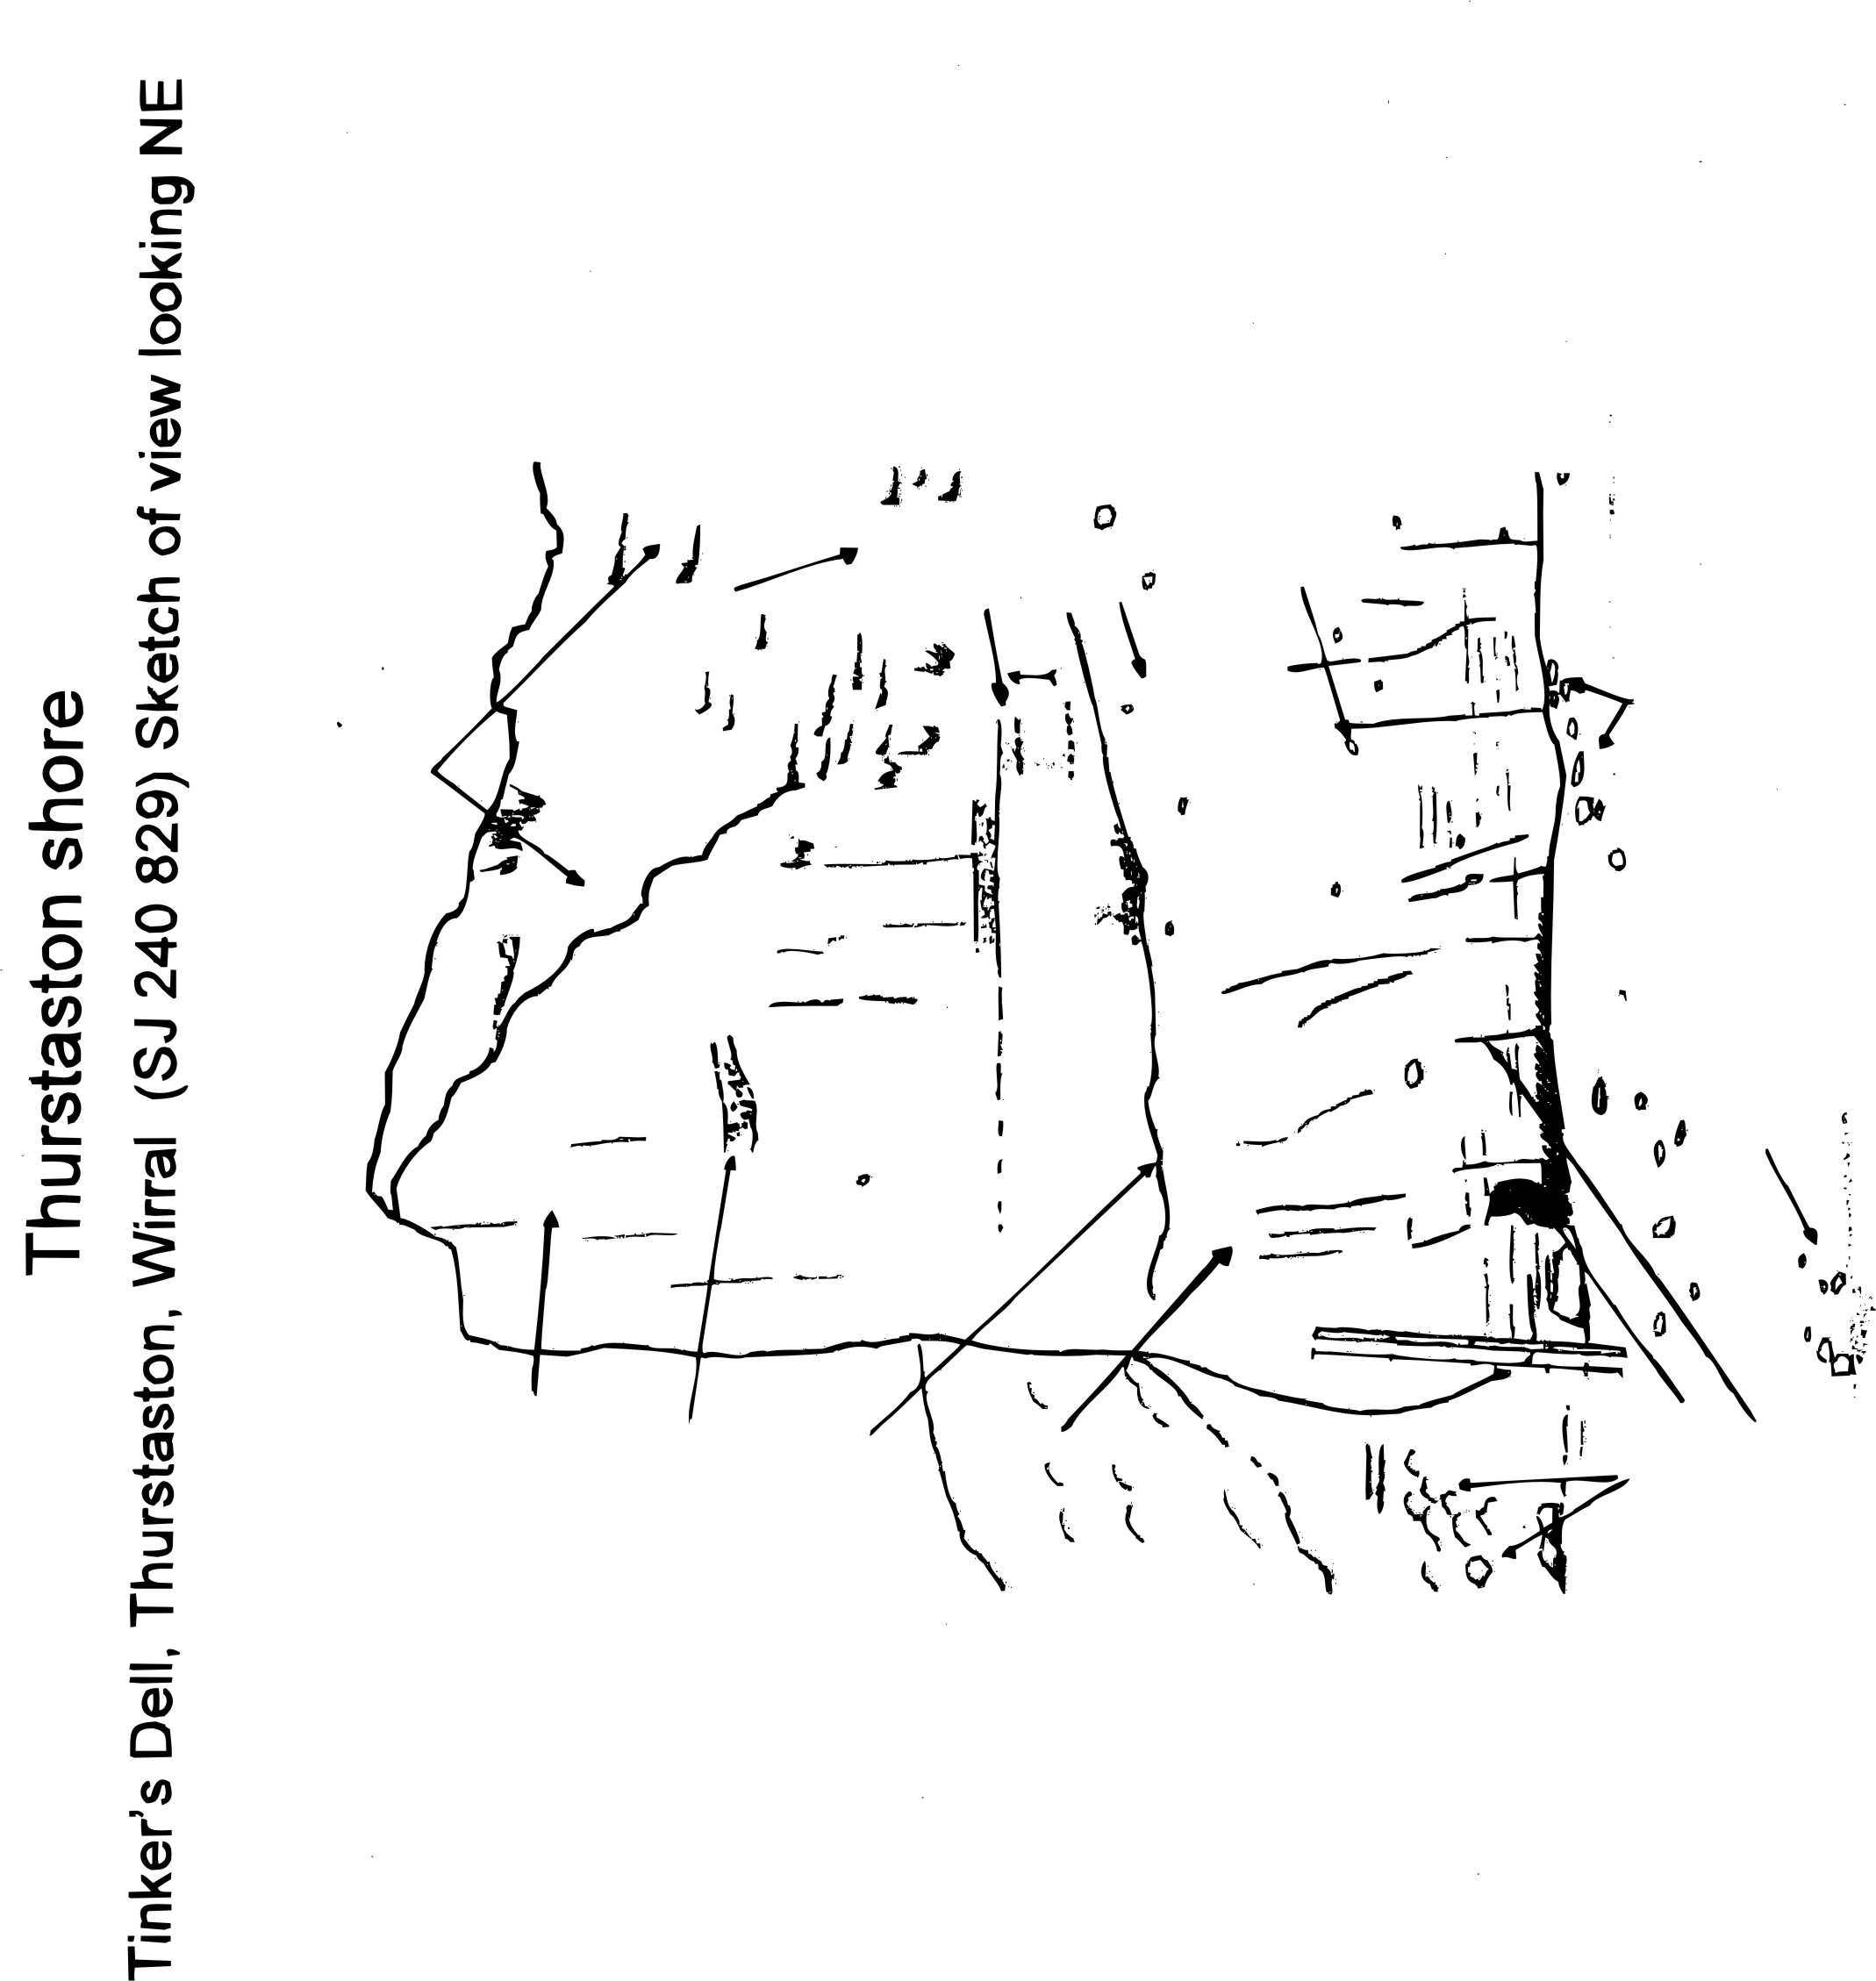 Thurstaston shore
Tinker's Dell, Thurstaston, Wirral (SJ 240 829) Sketch of view looking NE